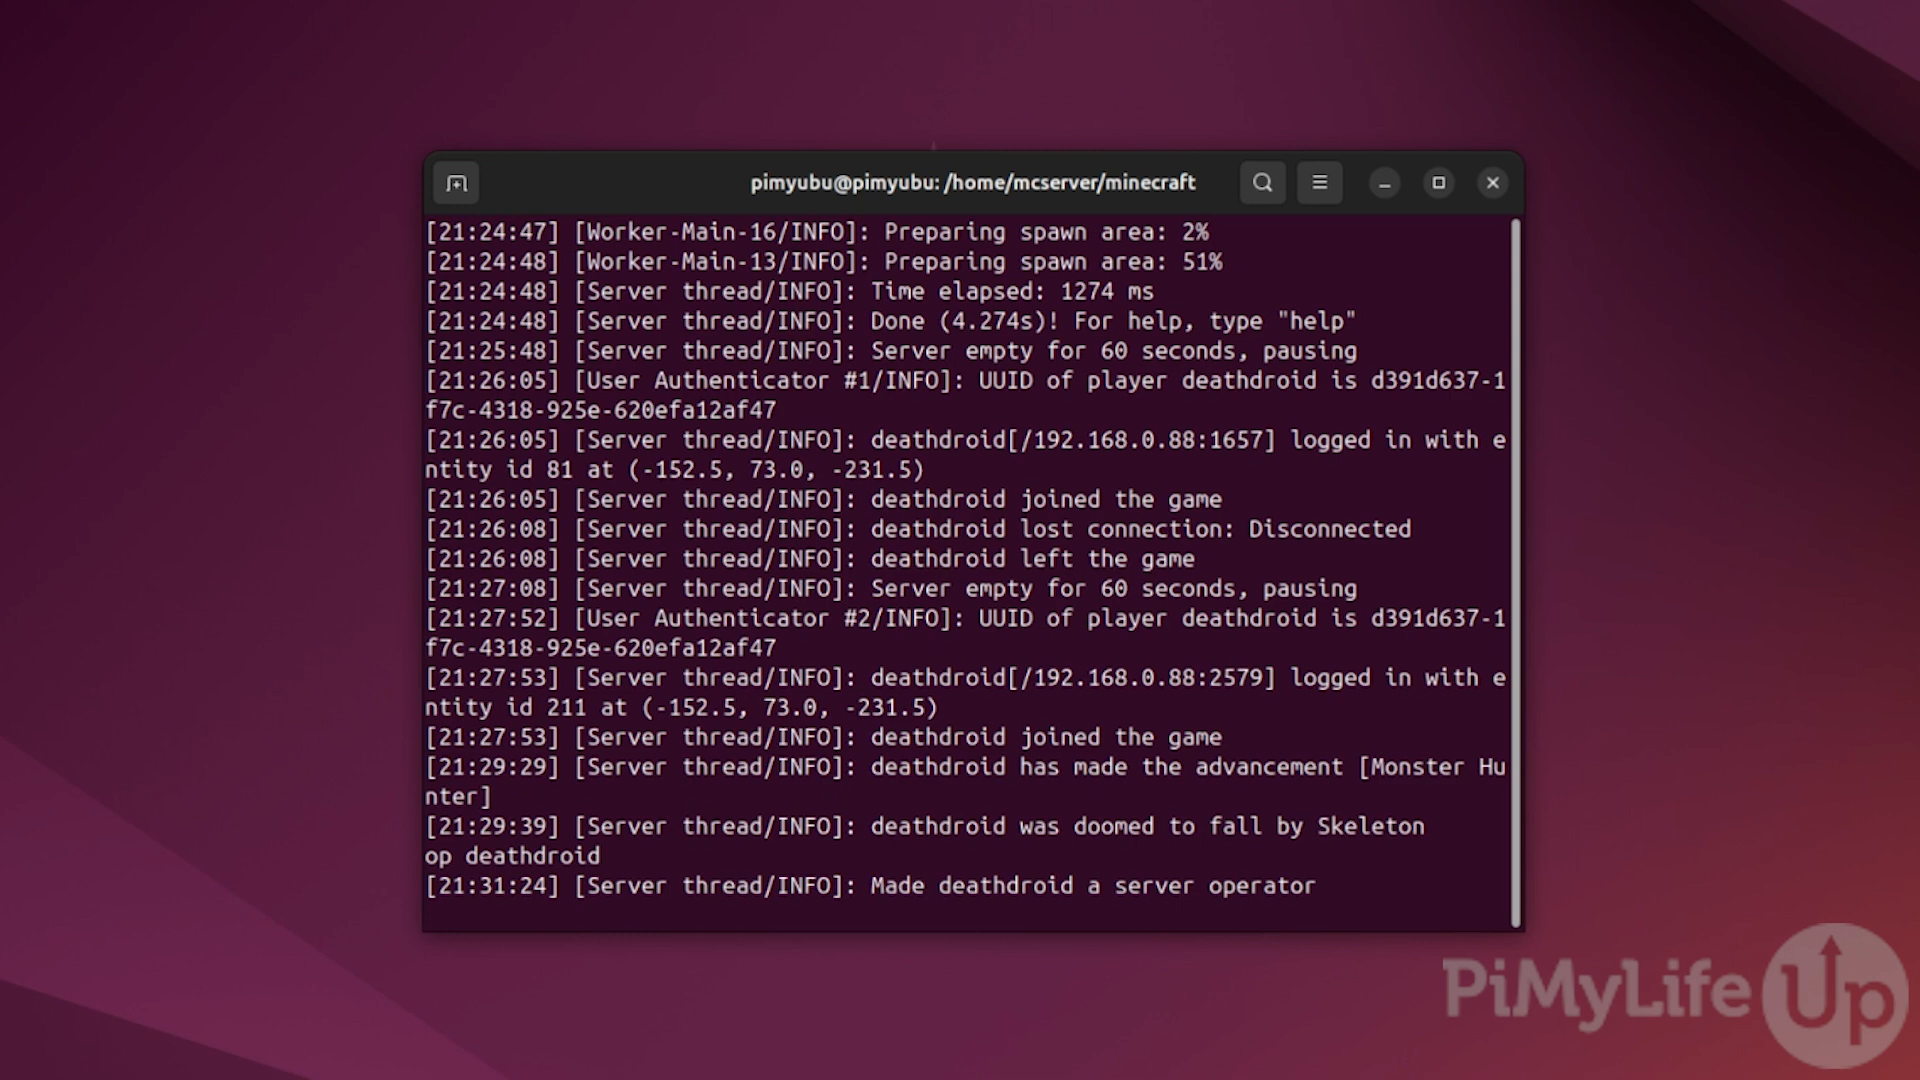 pimyubu@pimyubu: /home/mcserver/minecraft
[21:24:47] [Worker-Main-16/INFO]: Preparing spawn area: 2%
[21:24:48] [Worker-Main-13/INFO]: Preparing spawn area: 51%
[21:24:48] [Server thread/INFO]: Time elapsed: 1274 ms
[21:24:48] [Server thread/INFO]: Done (4.274s)! For help, type "help"
[21:25:48] [Server thread/INFO]: Server empty for 60 seconds, pausing
[21:26:05] [User Authenticator #1/INFO]: UUID of player deathdroid is d391d637-1
f7c-4318-925e-620efa12af47
[21:26:05] [Server thread/INFO]: deathdroid[/192.168.0.88:1657] logged in with e
ntity id 81 at (-152.5, 73.0, -231.5)
[21:26:05] [Server thread/INFO]: deathdroid joined the game
[21:26:08] [Server thread/INFO]: deathdroid lost connection: Disconnected
[21:26:08] [Server thread/INFO]: deathdroid left the game
[21:27:08] [Server thread/INFO]: Server empty for 60 seconds, pausing
[21:27:52] [User Authenticator #2/INFO]: UUID of player deathdroid is d391d637-1
f7c-4318-925e-620efa12af47
[21:27:53] [Server thread/INFO]: deathdroid[/192.168.0.88:2579] logged in with e
ntity id 211 at (-152.5, 73.0, -231.5)
[21:27:53] [Server thread/INFO]: deathdroid joined the game
[21:29:29] [Server thread/INFO]: deathdroid has made the advancement [Monster Hu
nter]
[21:29:39] [Server thread/INFO]: deathdroid was doomed to fall by Skeleton
op deathdroid
[21:31:24] [Server thread/INFO]: Made deathdroid a server operator
PiMyLifeUp